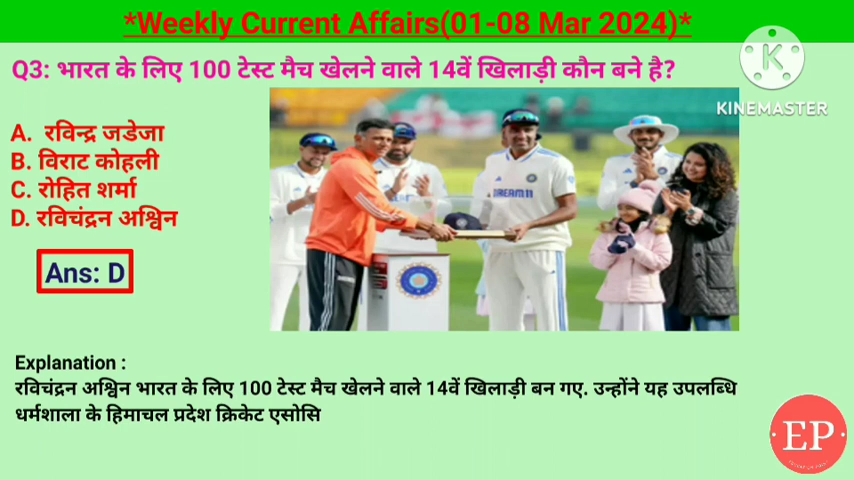 *Weekly Current Affairs(01-08 Mar 2024)*
Q3: भारत के लिए 100 टेस्ट मैच खेलने वाले 14वें खिलाड़ी कौन बने है?
KINEMASTER
A. रविन्द्र जडेजा
B. विराट कोहली
C. रोहित शर्मा
D. रविचंद्रन अश्विन
DREAM11
Ans: D
Explanation :
रविचंद्रन अश्विन भारत के लिए 100 टेस्ट मैच खेलने वाले 14वें खिलाड़ी बन गए. उन्होंने यह उपलब्धि
धर्मशाला के हिमाचल प्रदेश क्रिकेट एसोसि
EP